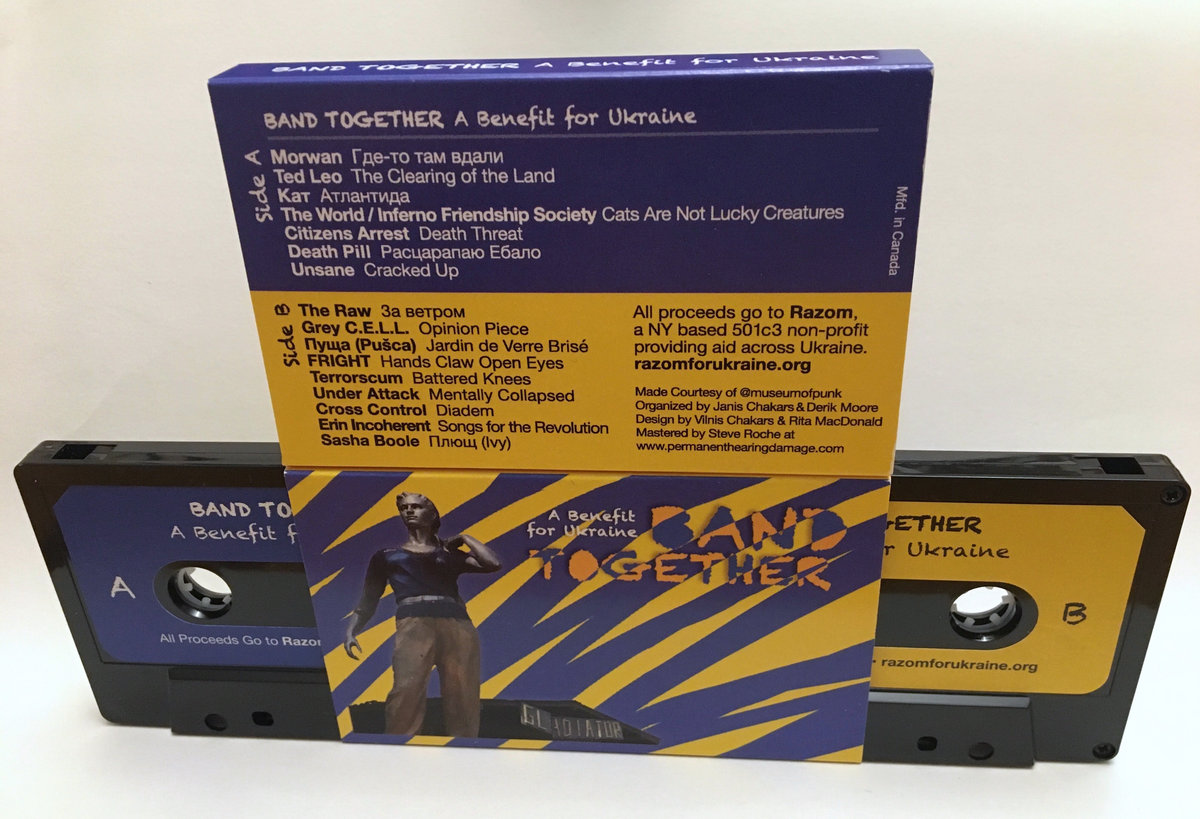 BAND TOGETHER A Benefit for Ukraine
BAND TOGETHER A Benefit for Ukraine
Side A
Morwan Где-то там вдали
Ted Leo The Clearing of the Land
Кат Атлантида
The World / Inferno Friendship Society Cats Are Not Lucky Creatures
Citizens Arrest Death Threat
Death Pill Расцарапаю Ебало
Unsane Cracked Up
Mfd. in Canada
Side B
The Raw За ветром
Grey C.E.L.L. Opinion Piece
Пуща (Pušca) Jardin de Verre Brisé
FRIGHT Hands Claw Open Eyes
Terrorscum Battered Knees
Under Attack Mentally Collapsed
Cross Control Diadem
Erin Incoherent Songs for the Revolution
Sasha Boole Плющ (Ivy)
All proceeds go to Razom,
a NY based 501c3 non-profit
providing aid across Ukraine.
razomforukraine.org
Made Courtesy of @museumofpunk
Organized by Janis Chakars & Derik Moore
Design by Vilnis Chakars & Rita MacDonald
Mastered by Steve Roche at
www.permanenthearingdamage.com
BAND TO
A Benefit f
A
All Proceeds Go to Razo
A Benefit
for Ukraine
BAND
TOGETHER
GLADIATOR
GETHER
r Ukraine
B
• razomforukraine.org